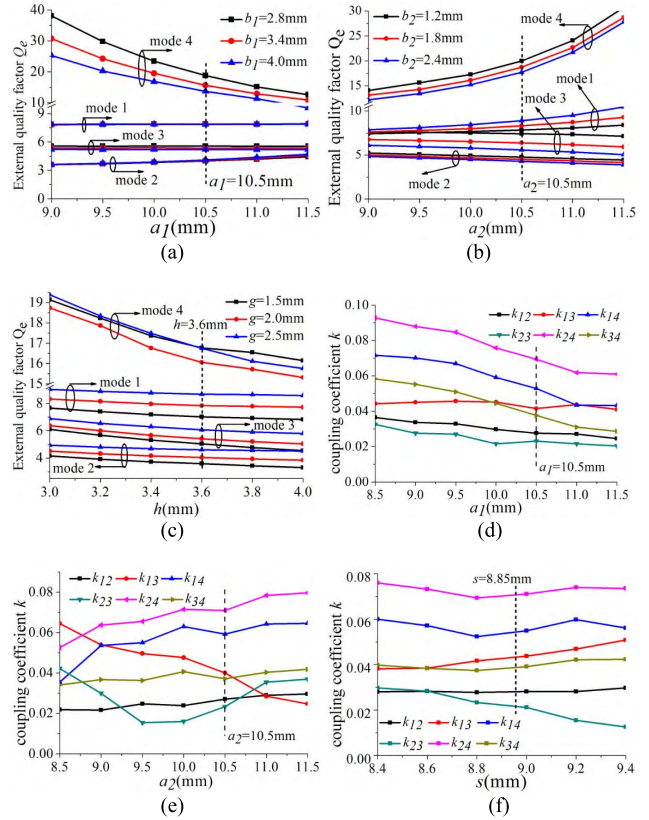 External quality factor Qe
40
30
20
10
8
6
4
b1=2.8mm
b1=3.4mm
b1=4.0mm
mode 4
mode 1
mode 3
mode 2
a1=10.5mm
9.0 9.5 10.0 10.5 11.0 11.5
a1(mm)
(a)
External quality factor Qe
30
25
20
15
10
10
5
0
b2=1.2mm
b2=1.8mm
b2=2.4mm
mode 4
mode1
mode 3
mode 2
a2=10.5mm
9.0 9.5 10.0 10.5 11.0 11.5
a2(mm)
(b)
External quality factor Qe
19
18
17
16
15
10
8
6
4
g=1.5mm
g=2.0mm
g=2.5mm
mode 4
h=3.6mm
mode 1
mode 3
mode 2
3.0 3.2 3.4 3.6 3.8 4.0
h(mm)
(c)
coupling coefficient k
0.10
0.08
0.06
0.04
0.02
0.00
k12 k13 k14
k23 k24 k34
a1=10.5mm
8.5 9.0 9.5 10.0 10.5 11.0 11.5
a1(mm)
(d)
coupling coefficient k
0.08
0.06
0.04
0.02
0.00
k12 k13 k14
k23 k24 k34
a2=10.5mm
8.5 9.0 9.5 10.0 10.5 11.0 11.5
a2(mm)
(e)
coupling coefficient k
0.08
0.06
0.04
0.02
0.00
s=8.85mm
k12 k13 k14
k23 k24 k34
8.4 8.6 8.8 9.0 9.2 9.4
s(mm)
(f)